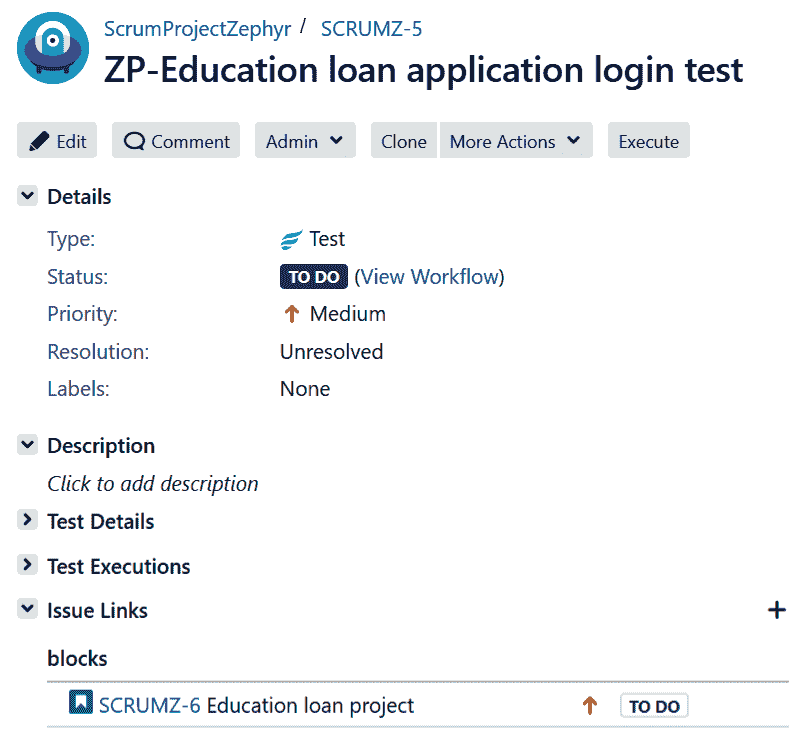 ScrumProjectZephyr / SCRUMZ-5
ZP-Education loan application login test
Edit Comment Admin Clone More Actions Execute
Details
Type: Test
Status: TO DO (View Workflow)
Priority: Medium
Resolution: Unresolved
Labels: None
Description
Click to add description
Test Details
Test Executions
Issue Links +
blocks
SCRUMZ-6 Education loan project TO DO